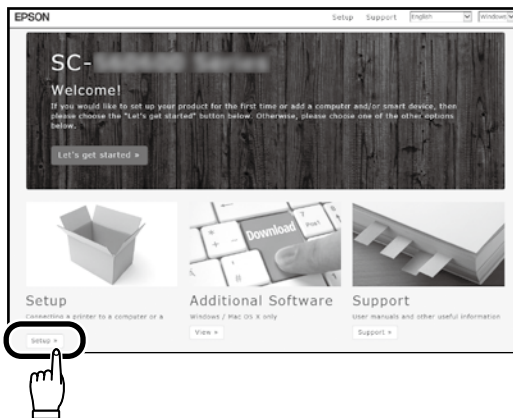 EPSON Setup Support English Windows
SC-
Welcome!
If you would like to set up your product for the first time or add a computer and/or smart device, then
please choose the "Let's get started" button below. Otherwise, please choose one of the other options
below.
Let's get started »
7
Download
Setup
Additional Software
Support
Connecting a printer to a computer or a
Windows / Mac OS X only
User manuals and other useful information
Setup »
View »
Support »